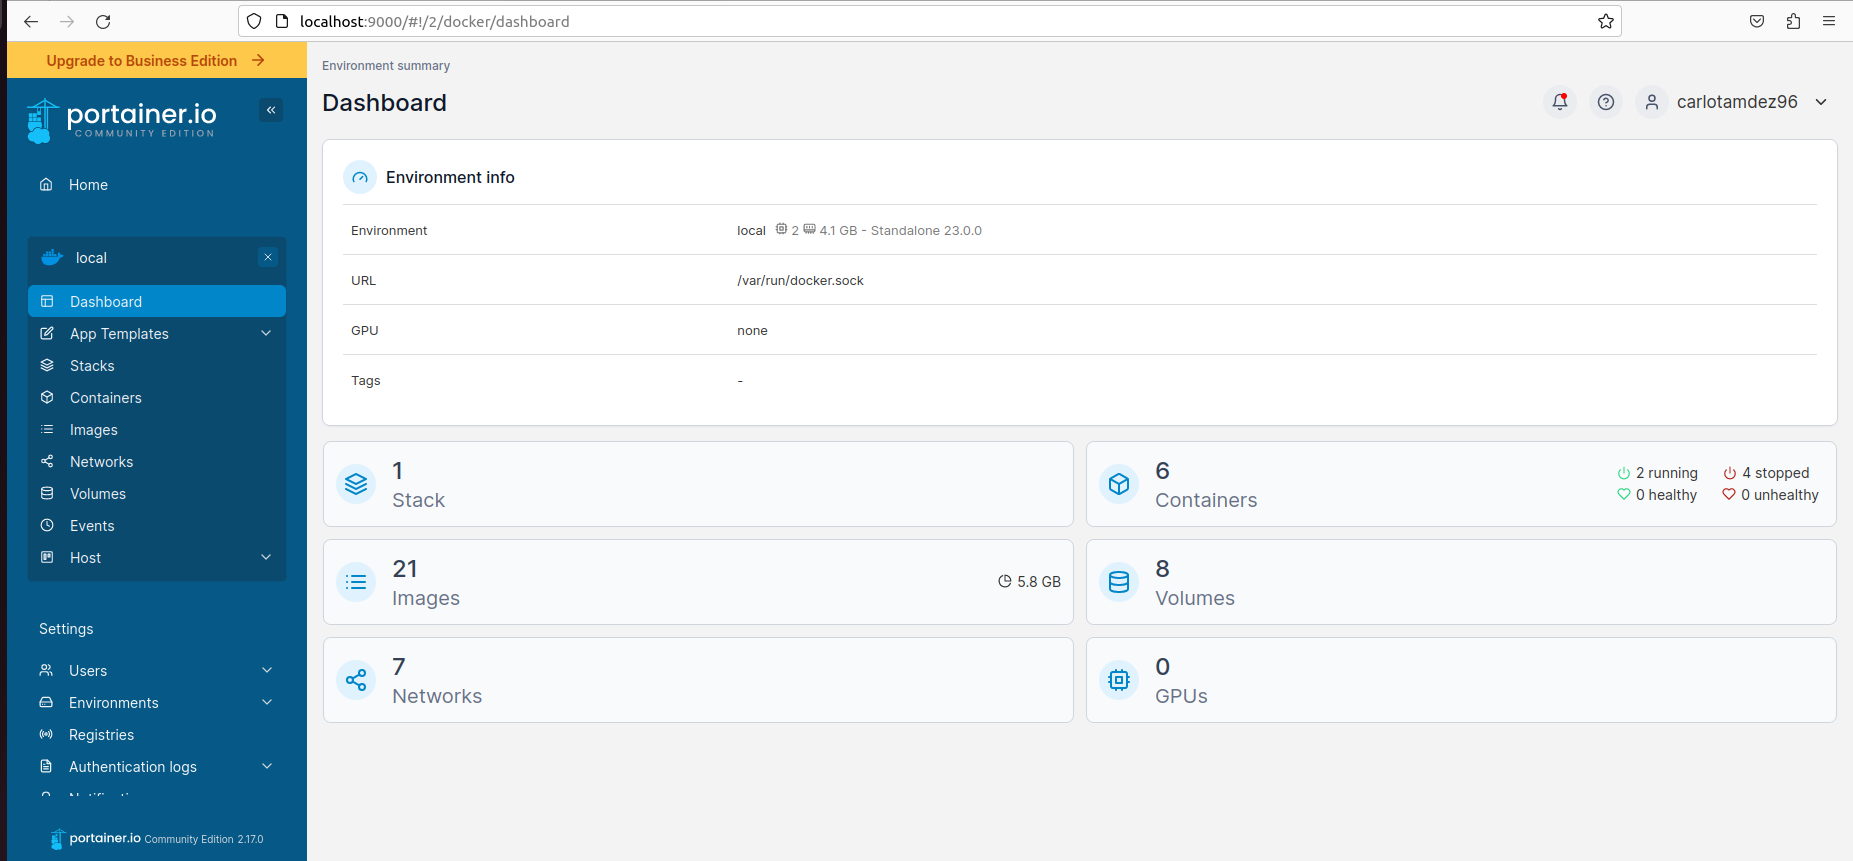 localhost:9000/#!/2/docker/dashboard
Upgrade to Business Edition
portainer.io
COMMUNITY EDITION
Home
local
Dashboard
App Templates
Stacks
Containers
Images
Networks
Volumes
Events
Host
Settings
Users
Environments
Registries
Authentication logs
portainer.io Community Edition 2.17.0
Environment summary
Dashboard
carlotamdez96
Environment info
Environment local 2 4.1 GB - Standalone 23.0.0
URL /var/run/docker.sock
GPU none
Tags -
1
Stack
6
Containers
2 running 4 stopped
0 healthy 0 unhealthy
21
Images
5.8 GB
8
Volumes
7
Networks
0
GPUs